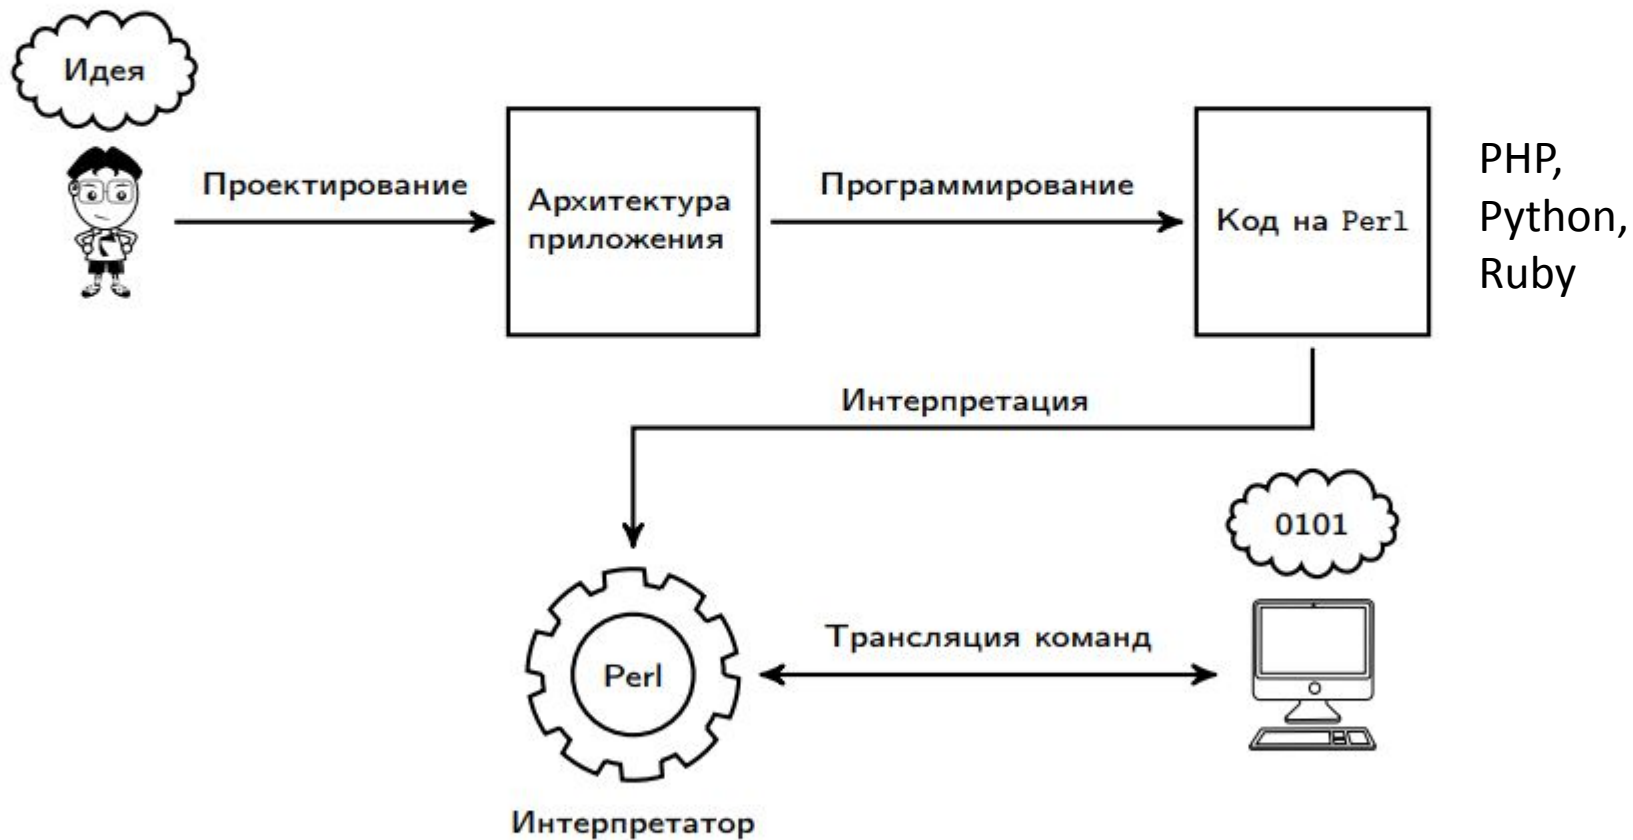 Идея
Проектирование
Архитектура
приложения
Программирование
Код на Perl
PHP,
Python,
Ruby
Интерпретация
0101
Трансляция команд
Perl
Интерпретатор